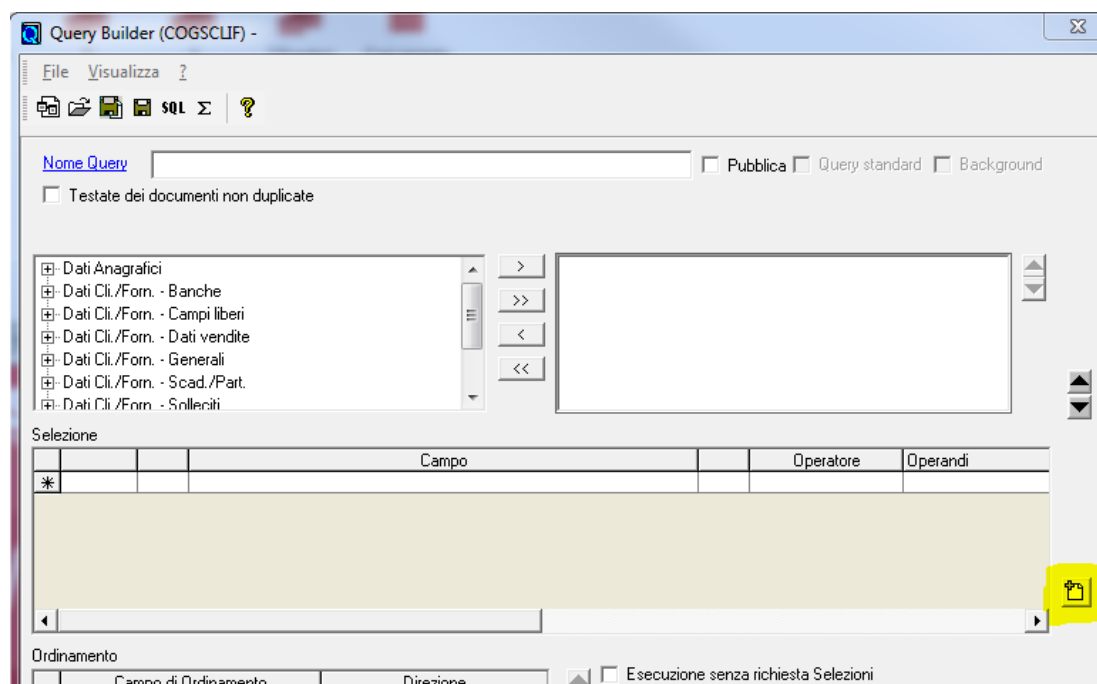 Query Builder (COGSCLIF) -
File Visualizza ?
SQL Σ ?
Nome Query Pubblica Query standard Background
Testate dei documenti non duplicate
Dati Anagrafici
Dati Cli./Forn. - Banche
Dati Cli./Forn. - Campi liberi
Dati Cli./Forn. - Dati vendite
Dati Cli./Forn. - Generali
Dati Cli./Forn. - Scad./Part.
Dati Cli./Forn. - Solleciti
>
>>
<
<<
Selezione
Campo Operatore Operandi
Ordinamento
Campo di Ordinamento Direzione
Esecuzione senza richiesta Selezioni